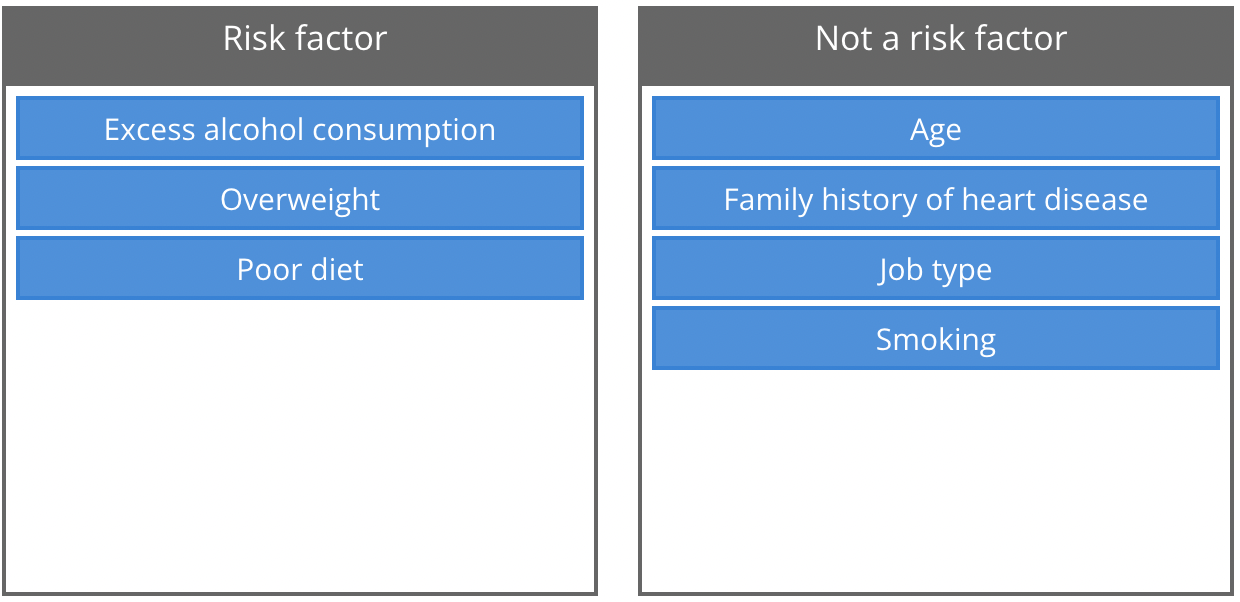 Risk factor
Excess alcohol consumption
Overweight
Poor diet
Not a risk factor
Age
Family history of heart disease
Job type
Smoking